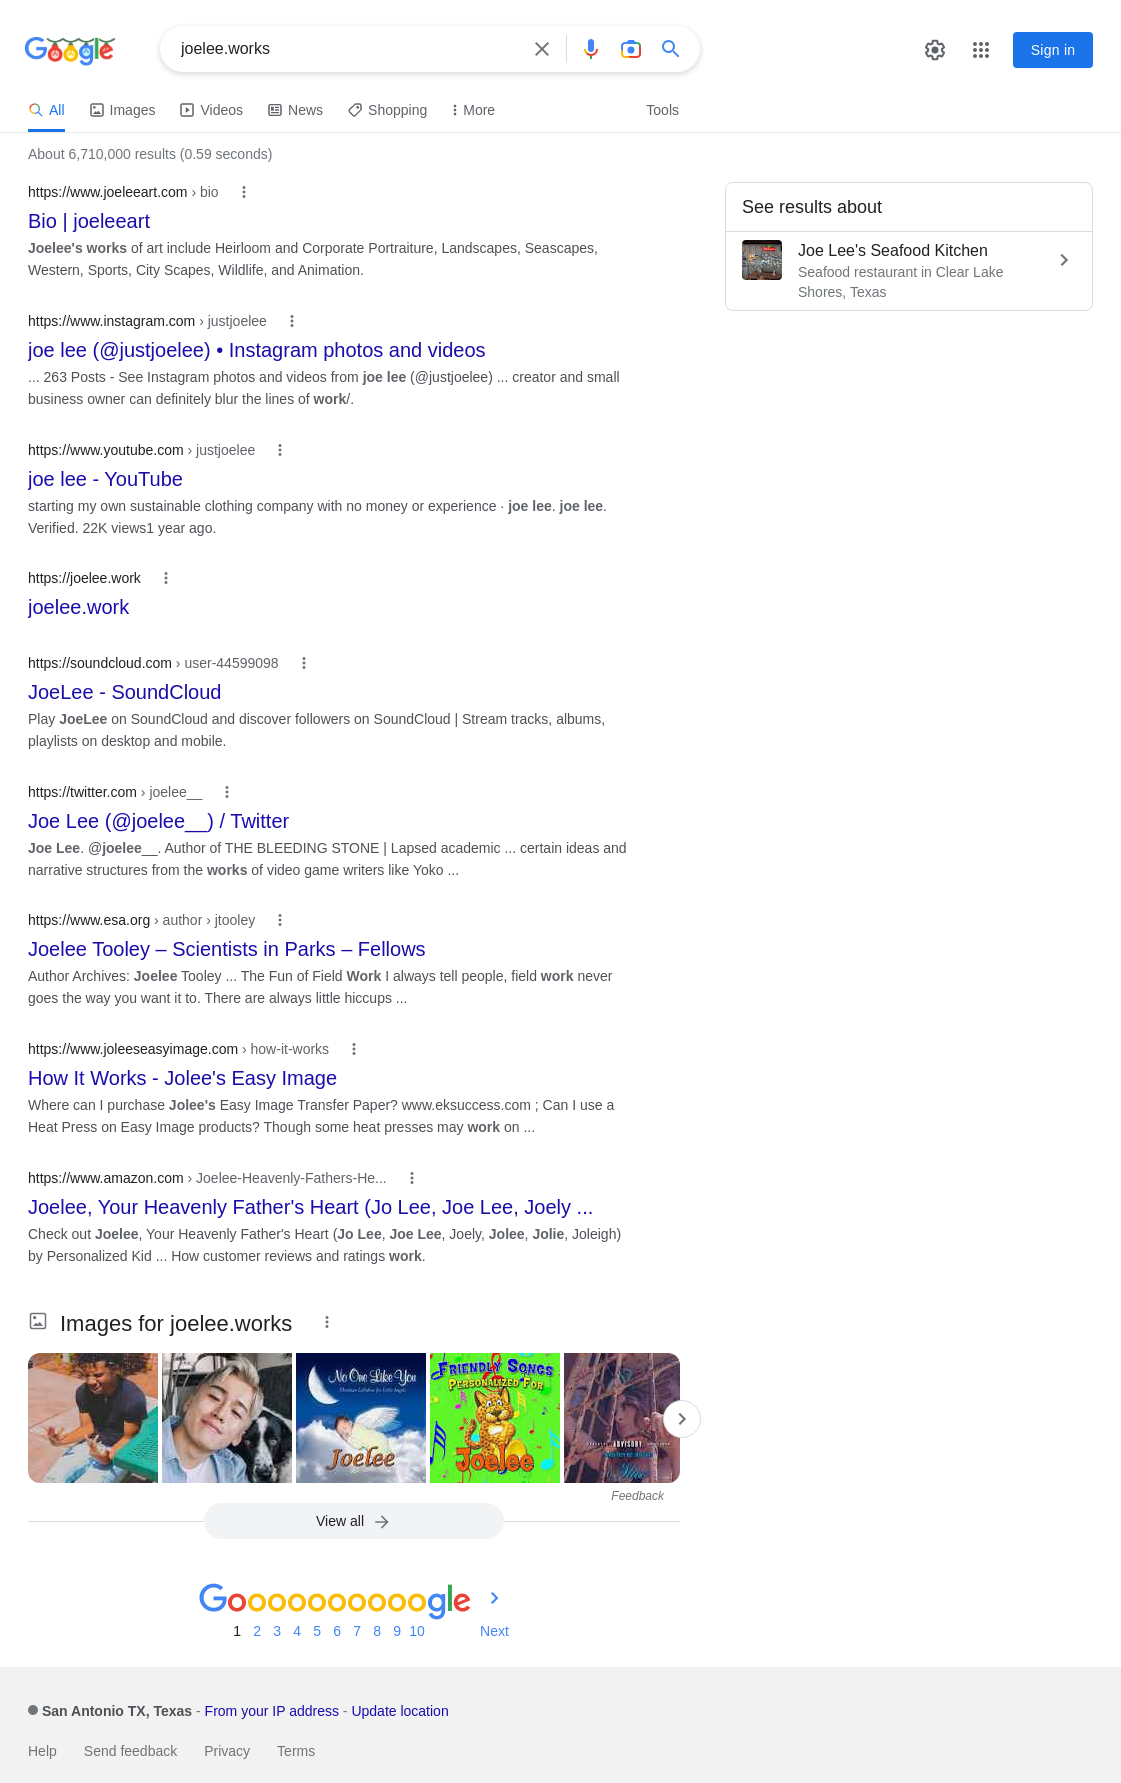 Google
joelee.works
Sign in
All
Images
Videos
News
Shopping
More
Tools
About 6,710,000 results (0.59 seconds)
https://www.joeleeart.com › bio
Bio | joeleeart
Joelee's works of art include Heirloom and Corporate Portraiture, Landscapes, Seascapes,
Western, Sports, City Scapes, Wildlife, and Animation.
https://www.instagram.com › justjoelee
joe lee (@justjoelee) • Instagram photos and videos
... 263 Posts - See Instagram photos and videos from joe lee (@justjoelee) ... creator and small
business owner can definitely blur the lines of work/.
https://www.youtube.com › justjoelee
joe lee - YouTube
starting my own sustainable clothing company with no money or experience · joe lee. joe lee.
Verified. 22K views1 year ago.
https://joelee.work
joelee.work
https://soundcloud.com › user-44599098
JoeLee - SoundCloud
Play JoeLee on SoundCloud and discover followers on SoundCloud | Stream tracks, albums,
playlists on desktop and mobile.
https://twitter.com › joelee__
Joe Lee (@joelee__) / Twitter
Joe Lee. @joelee__. Author of THE BLEEDING STONE | Lapsed academic ... certain ideas and
narrative structures from the works of video game writers like Yoko ...
https://www.esa.org › author › jtooley
Joelee Tooley – Scientists in Parks – Fellows
Author Archives: Joelee Tooley ... The Fun of Field Work I always tell people, field work never
goes the way you want it to. There are always little hiccups ...
https://www.joleeseasyimage.com › how-it-works
How It Works - Jolee's Easy Image
Where can I purchase Jolee's Easy Image Transfer Paper? www.eksuccess.com ; Can I use a
Heat Press on Easy Image products? Though some heat presses may work on ...
https://www.amazon.com › Joelee-Heavenly-Fathers-He...
Joelee, Your Heavenly Father's Heart (Jo Lee, Joe Lee, Joely ...
Check out Joelee, Your Heavenly Father's Heart (Jo Lee, Joe Lee, Joely, Jolee, Jolie, Joleigh)
by Personalized Kid ... How customer reviews and ratings work.
See results about
Joe Lee's Seafood Kitchen
Seafood restaurant in Clear Lake
Shores, Texas
Images for joelee.works
No One Like You
Christian Lullabies for Little Angels
Joelee
FRIENDLY SONGS
PERSONALIZED FOR
Joelee
ADVISORY
Feedback
View all
Goooooooooogle
1 2 3 4 5 6 7 8 9 10 Next
San Antonio TX, Texas - From your IP address - Update location
Help
Send feedback
Privacy
Terms